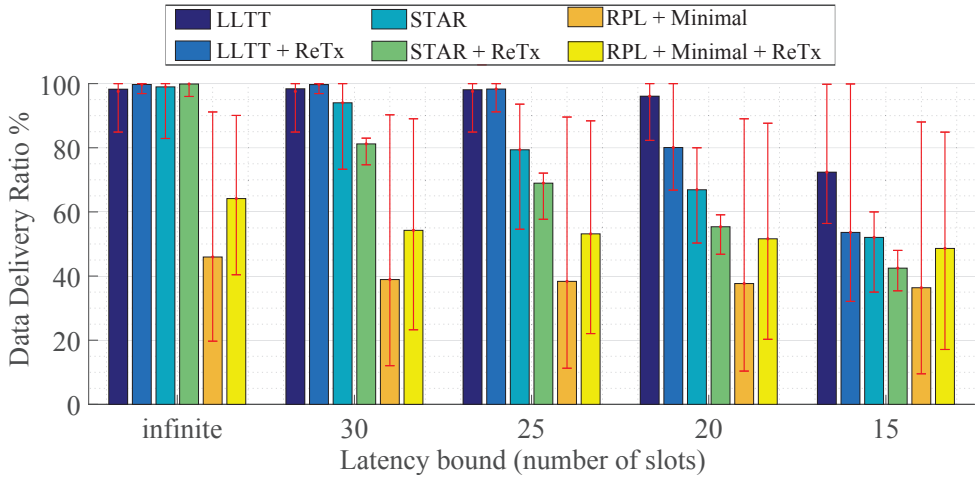 LLTT
STAR
RPL + Minimal
LLTT + ReTx
STAR + ReTx
RPL + Minimal + ReTx
Data Delivery Ratio %
100
80
60
40
20
0
infinite 30 25 20 15
Latency bound (number of slots)